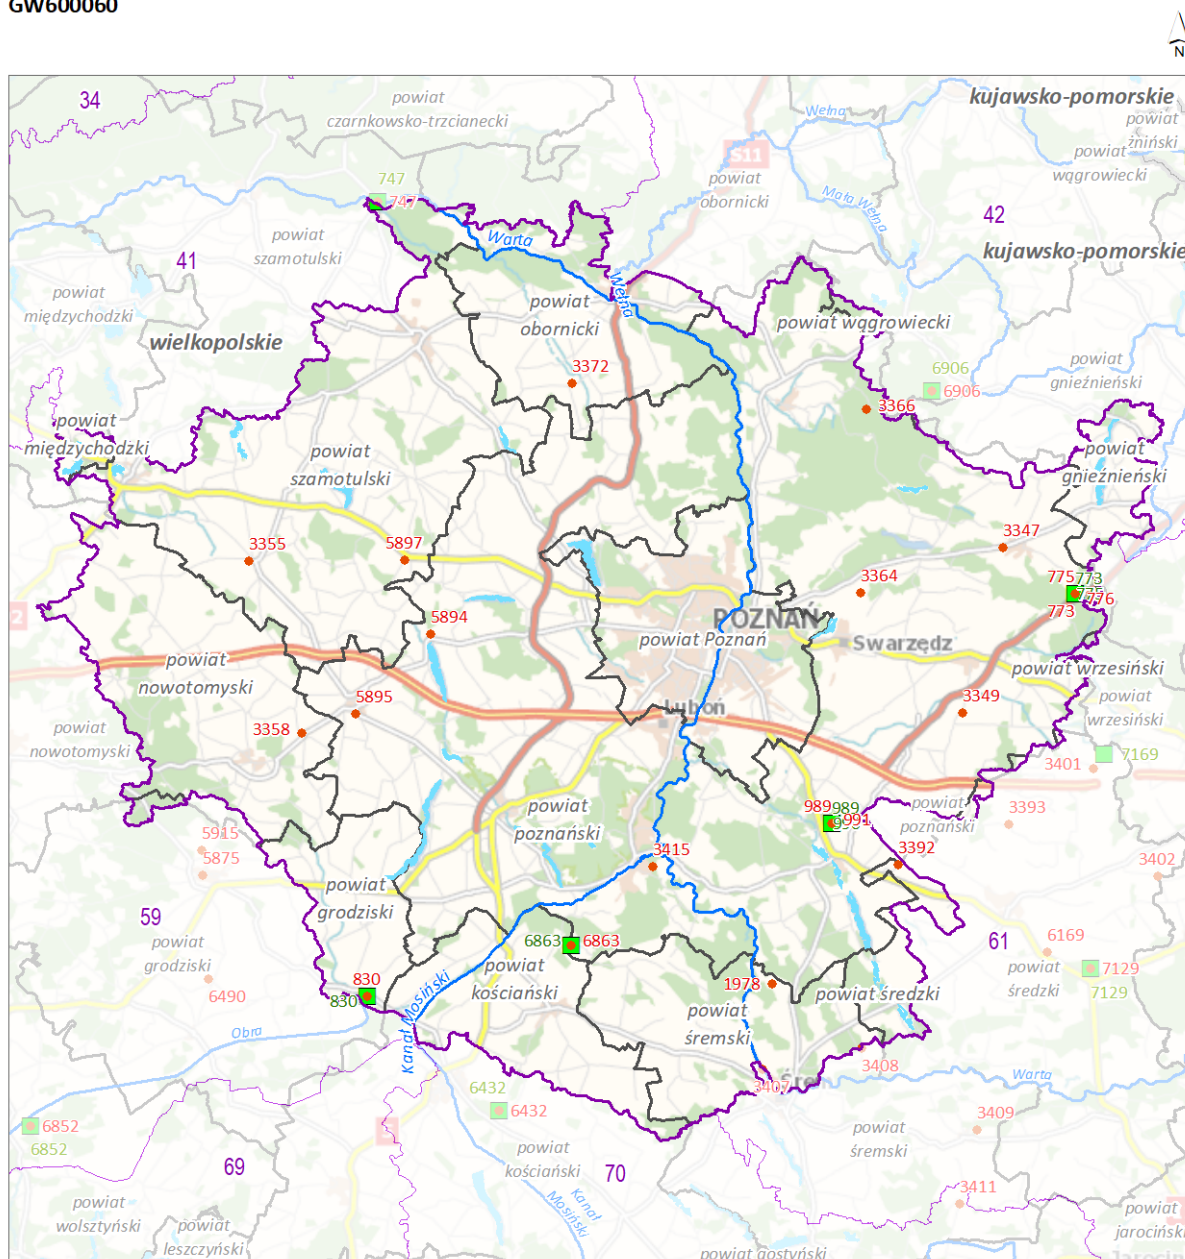 GW600060
N
34
powiat
czarnkowsko-trzcianecki
Wełna
kujawsko-pomorskie
powiat
żniński
S11
powiat
wągrowiecki
747
747
powiat
obornicki
Mała Wełna
42
powiat
szamotulski
41
Warta
kujawsko-pomorskie
powiat
międzychodzki
Wełna
powiat
obornicki
powiat wągrowiecki
wielkopolskie
3372
6906
6906
powiat
gnieźnieński
3366
powiat
międzychodzki
powiat
szamotulski
powiat
gnieźnieński
3355
5897
3347
3364
775
773
776
773
5894
POZNAŃ
powiat Poznań
Swarzędz
2
powiat
nowotomyski
powiat wrzesiński
5895
Luboń
3349
powiat
wrzesiński
3358
powiat
nowotomyski
3401
7169
powiat
poznański
989
989
991
powiat
poznański
3393
5915
5875
3415
3392
3402
powiat
grodziski
59
61
6863
6863
6169
powiat
grodziski
powiat
kościański
7129
7129
830
830
6490
1978
powiat średzki
powiat
średzki
powiat
śremski
Obra
Kanał Mosiński
3408
Warta
3407
6432
6432
3409
6852
6852
powiat
śremski
powiat
kościański
69
70
3411
Kanał
Mosiński
powiat
wolsztyński
powiat
leszczyński
powiat
jarociński
powiat gostyński